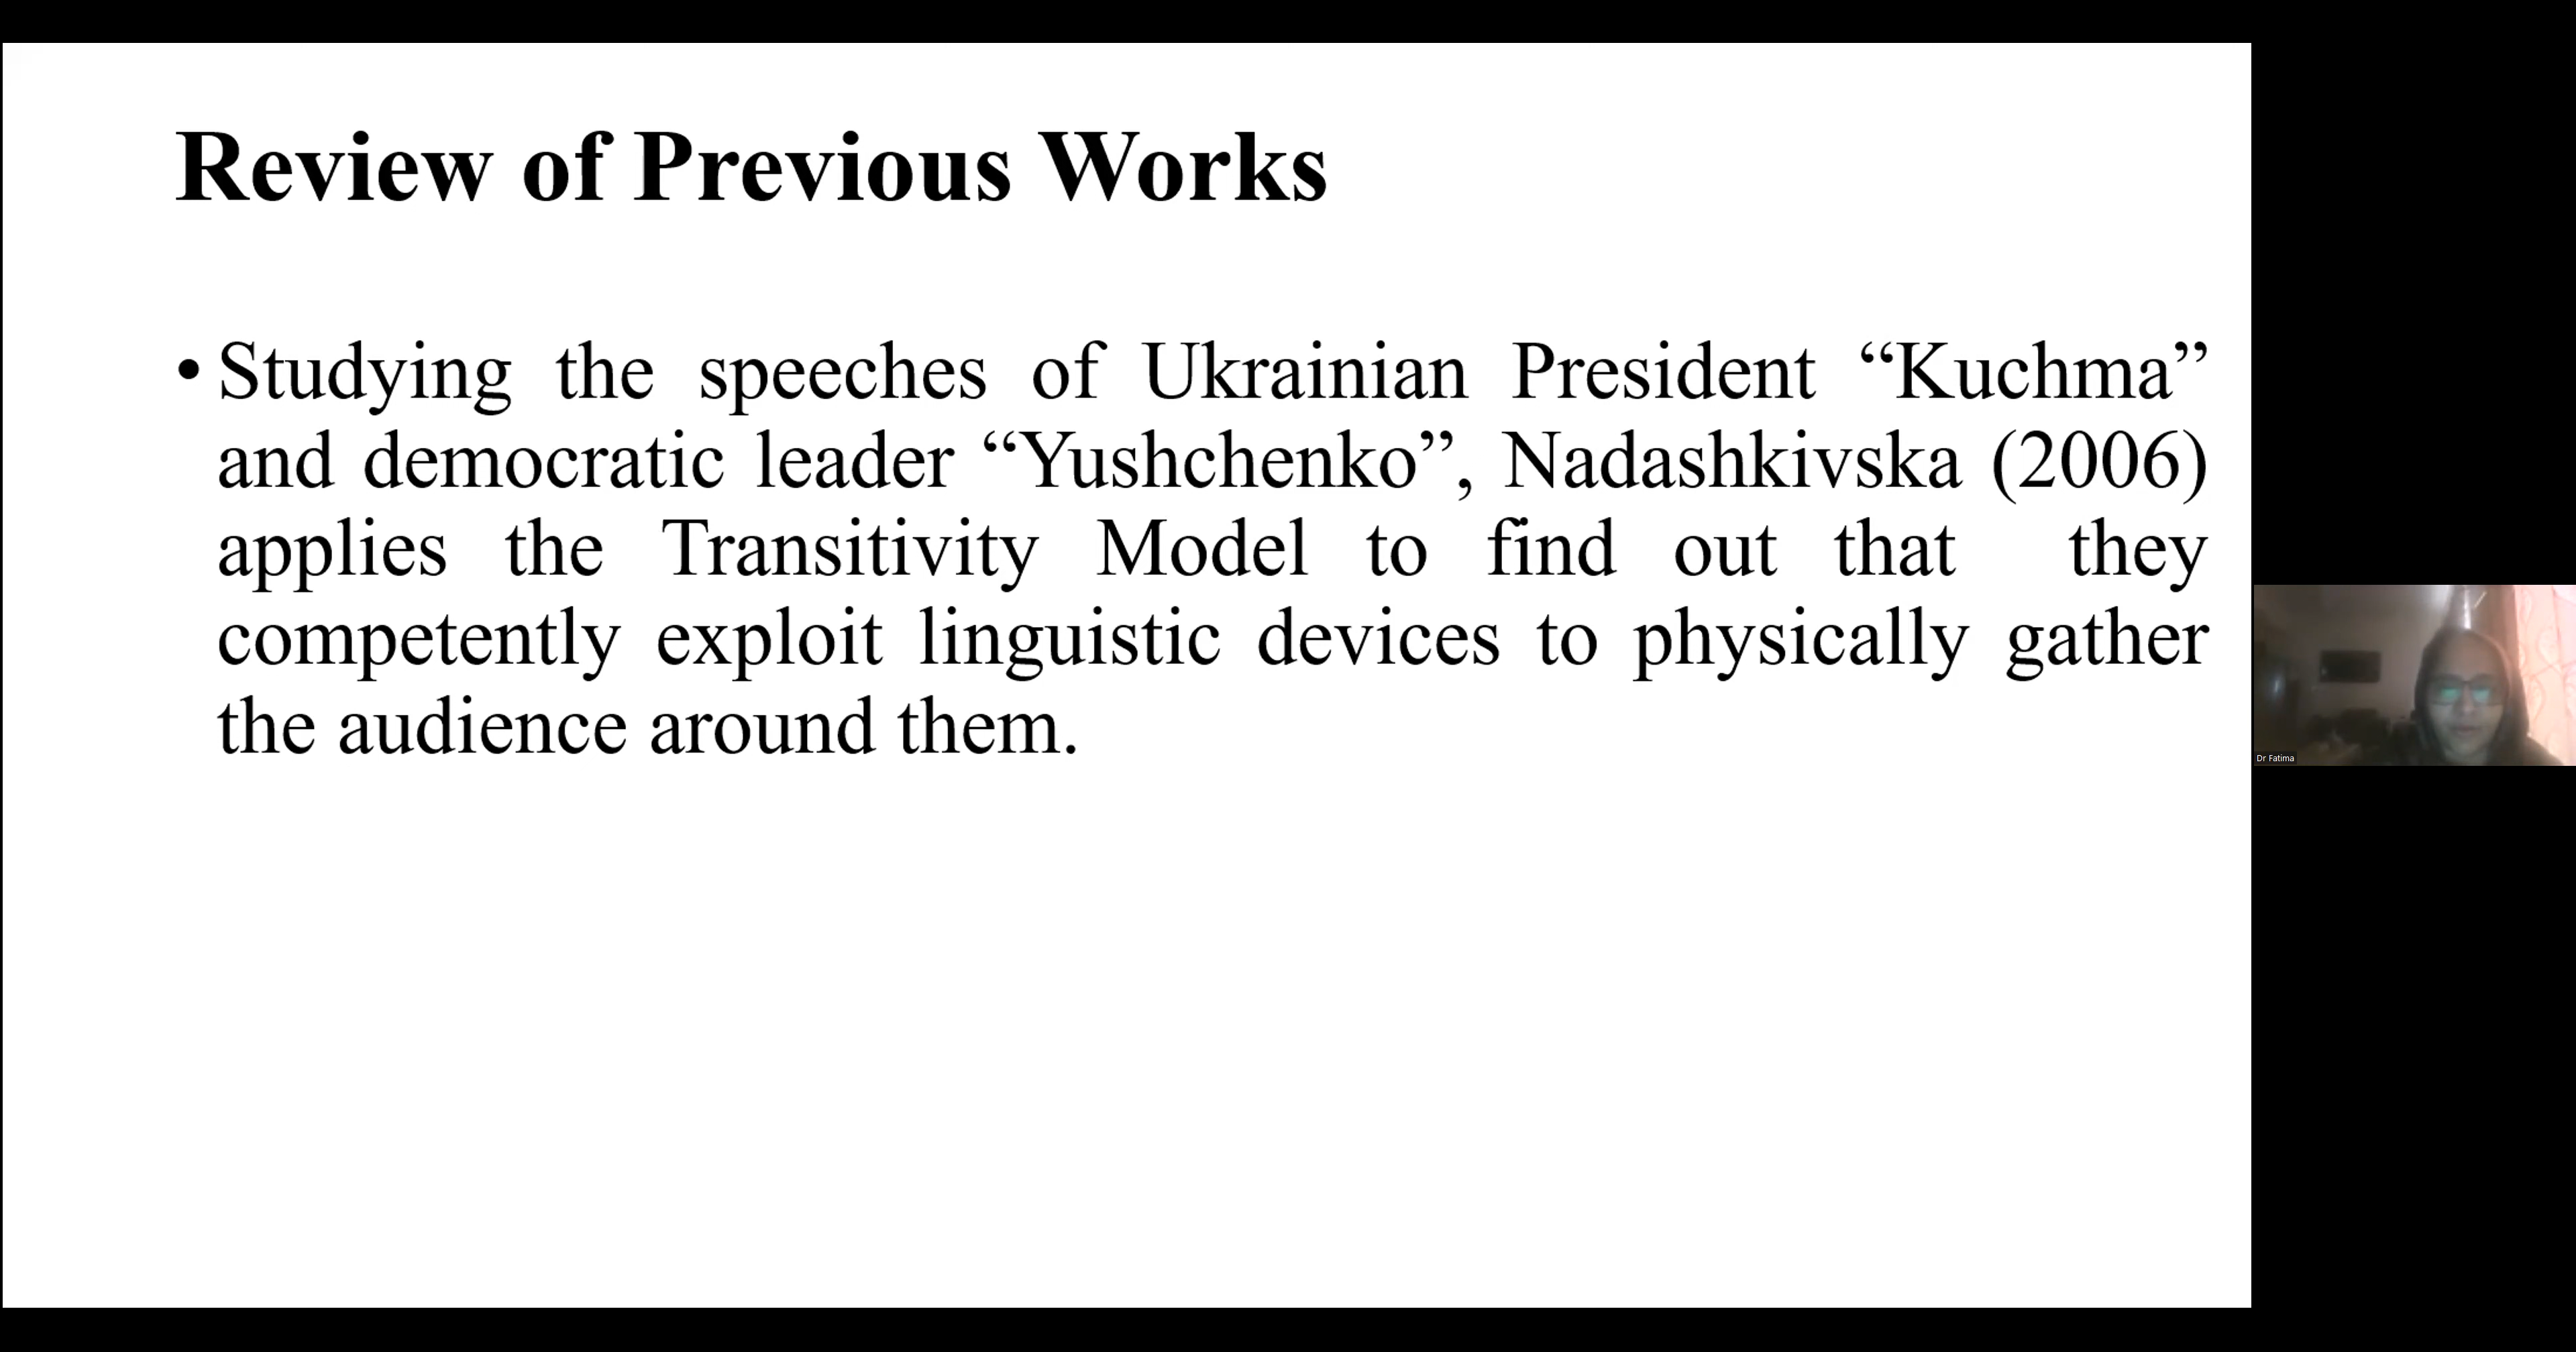 Review of Previous Works
• Studying the speeches of Ukrainian President “Kuchma”
and democratic leader “Yushchenko”, Nadashkivska (2006)
applies the Transitivity Model to find out that they
competently exploit linguistic devices to physically gather
the audience around them.
Dr Fatima